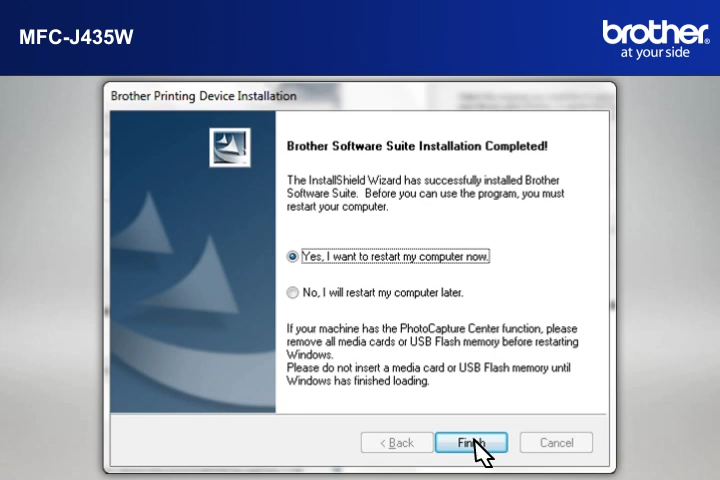 MFC-J435W
brother
at your side
Brother Printing Device Installation
Brother Software Suite Installation Completed!
The InstallShield Wizard has successfully installed Brother
Software Suite. Before you can use the program, you must
restart your computer.
Yes, I want to restart my computer now.
No, I will restart my computer later.
If your machine has the PhotoCapture Center function, please
remove all media cards or USB Flash memory before restarting
Windows.
Please do not insert a media card or USB Flash memory until
Windows has finished loading.
< Back Finish Cancel